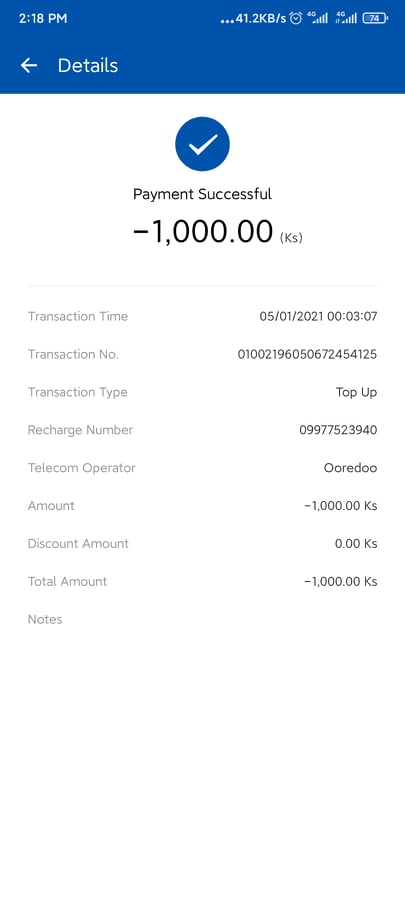 2:18 PM
...41.2KB/s 4G 4G 74
Details
Payment Successful
-1,000.00 (Ks)
Transaction Time 05/01/2021 00:03:07
Transaction No. 01002196050672454125
Transaction Type Top Up
Recharge Number 09977523940
Telecom Operator Ooredoo
Amount -1,000.00 Ks
Discount Amount 0.00 Ks
Total Amount -1,000.00 Ks
Notes